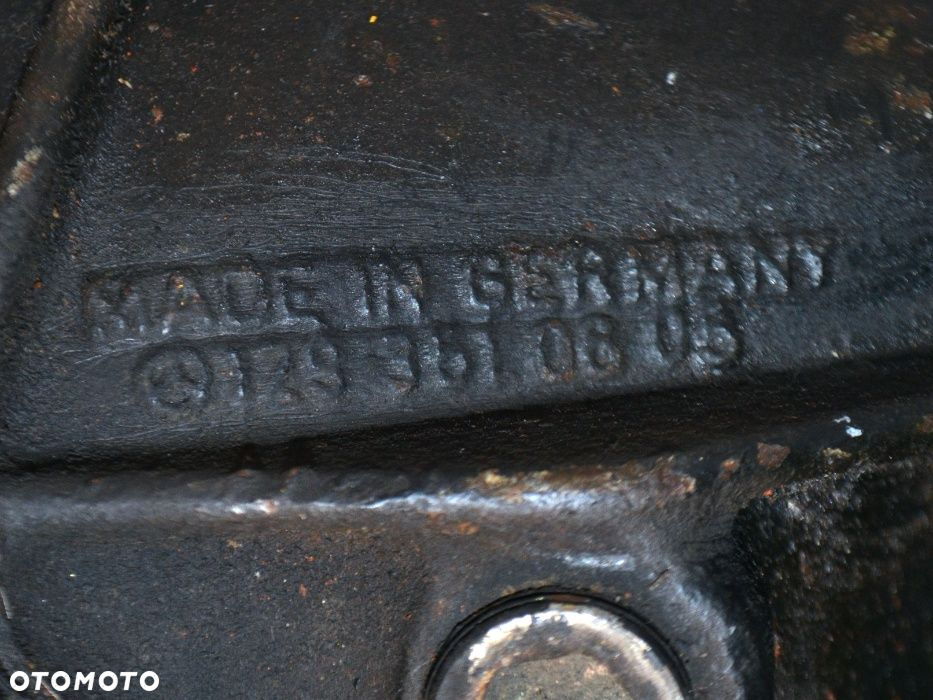 MADE IN GERMANY
129 351 08 05
OTOMOTO